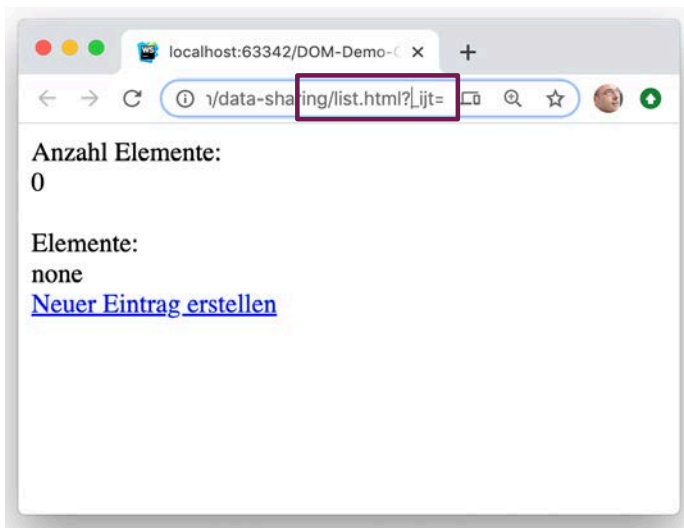 localhost:63342/DOM-Demo-
/data-sharing/list.html?_ijt=
Anzahl Elemente:
0
Elemente:
none
Neuer Eintrag erstellen